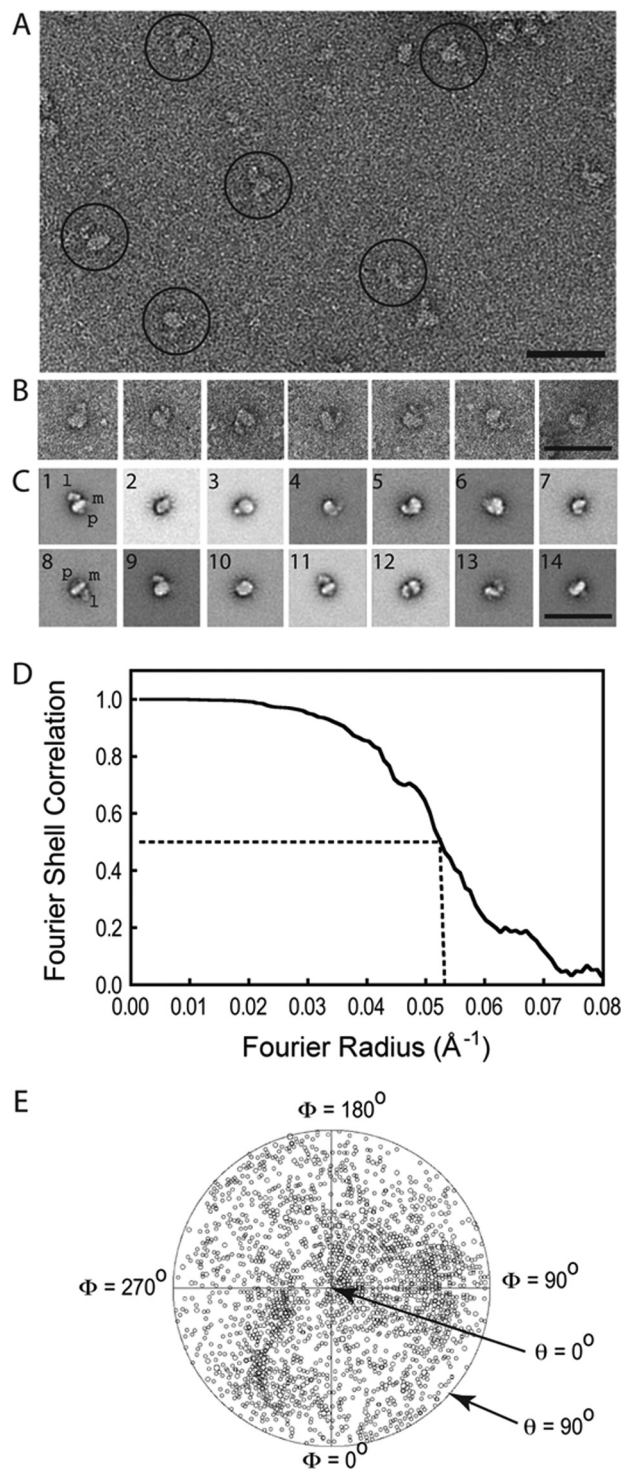 A
B
C
1 l m p
2
3
4
5
6
7
8 p m l
9
10
11
12
13
14
D
Fourier Shell Correlation
1.0
0.8
0.6
0.4
0.2
0.0
0.00 0.01 0.02 0.03 0.04 0.05 0.06 0.07 0.08
Fourier Radius (Å⁻¹)
E
Φ = 180°
Φ = 270°
Φ = 90°
θ = 0°
θ = 90°
Φ = 0°